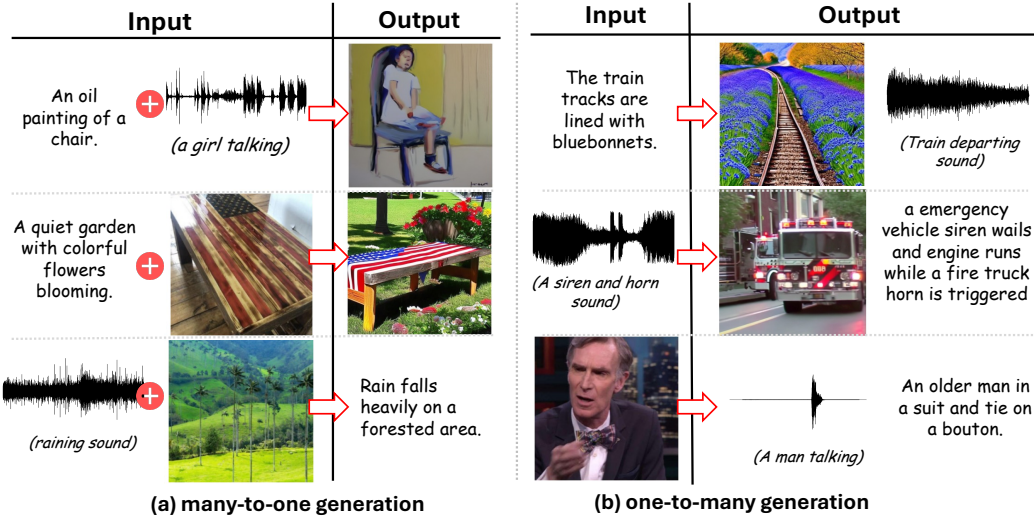 Input
Output
An oil
painting of a
chair.
(a girl talking)
A quiet garden
with colorful
flowers
blooming.
(raining sound)
Rain falls
heavily on a
forested area.
(a) many-to-one generation
Input
Output
The train
tracks are
lined with
bluebonnets.
(Train departing
sound)
(A siren and horn
sound)
a emergency
vehicle siren wails
and engine runs
while a fire truck
horn is triggered
(A man talking)
An older man in
a suit and tie on
a bouton.
(b) one-to-many generation